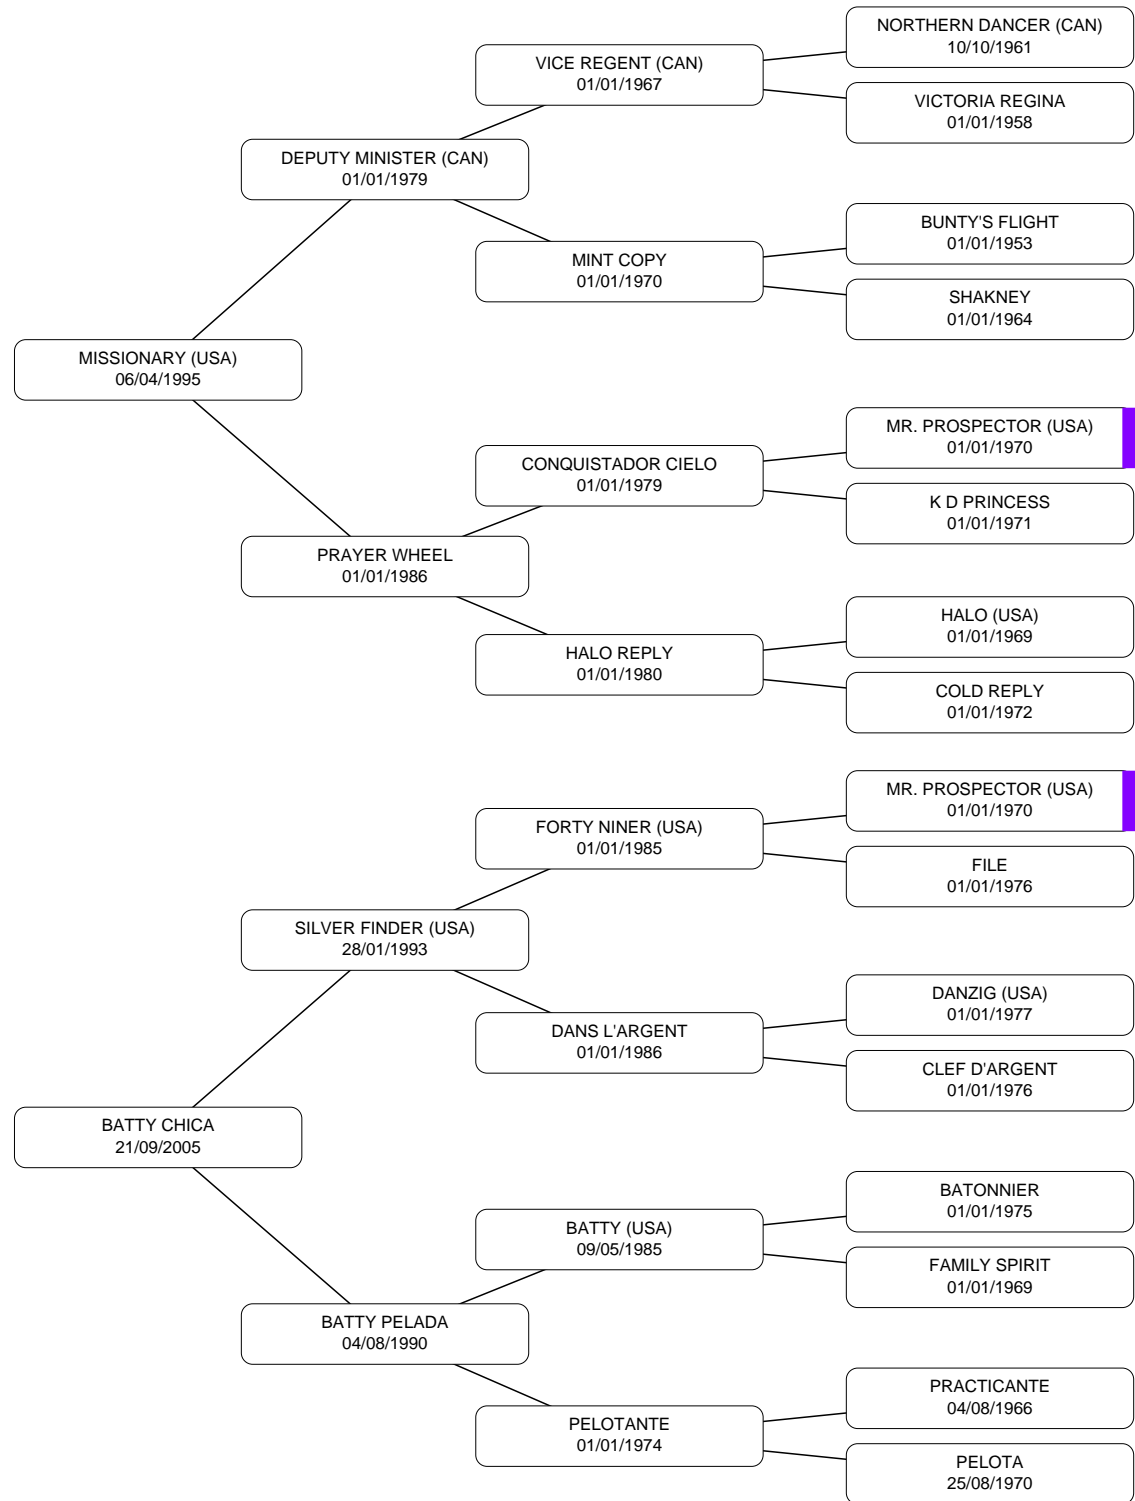 NORTHERN DANCER (CAN)
10/10/1961
VICE REGENT (CAN)
01/01/1967
VICTORIA REGINA
01/01/1958
DEPUTY MINISTER (CAN)
01/01/1979
BUNTY'S FLIGHT
01/01/1953
MINT COPY
01/01/1970
SHAKNEY
01/01/1964
MISSIONARY (USA)
06/04/1995
MR. PROSPECTOR (USA)
01/01/1970
CONQUISTADOR CIELO
01/01/1979
K D PRINCESS
01/01/1971
PRAYER WHEEL
01/01/1986
HALO (USA)
01/01/1969
HALO REPLY
01/01/1980
COLD REPLY
01/01/1972
MR. PROSPECTOR (USA)
01/01/1970
FORTY NINER (USA)
01/01/1985
FILE
01/01/1976
SILVER FINDER (USA)
28/01/1993
DANZIG (USA)
01/01/1977
DANS L'ARGENT
01/01/1986
CLEF D'ARGENT
01/01/1976
BATTY CHICA
21/09/2005
BATONNIER
01/01/1975
BATTY (USA)
09/05/1985
FAMILY SPIRIT
01/01/1969
BATTY PELADA
04/08/1990
PRACTICANTE
04/08/1966
PELOTANTE
01/01/1974
PELOTA
25/08/1970